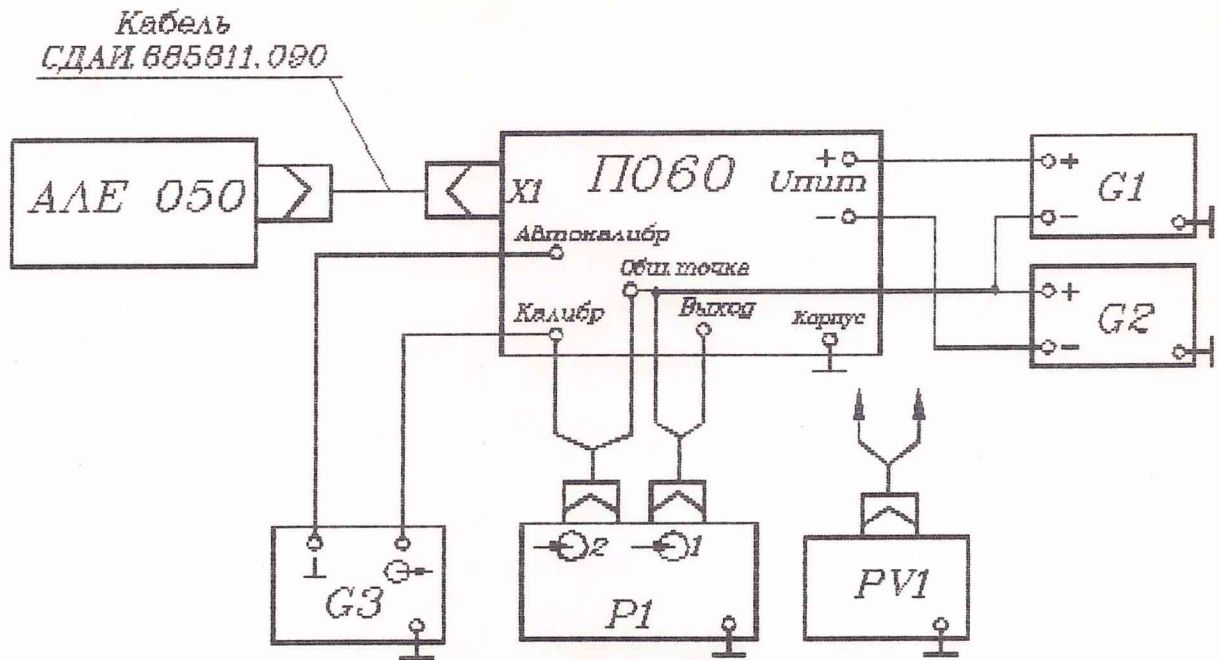 Кабель
СДАИ.685611.090
АЛЕ 050
П060
X1
+
Uпит
−
Автокалибр
Общ.точка
Калибр
Выход
Корпус
+
G1
−
+
G2
−
G3
2
1
P1
PV1